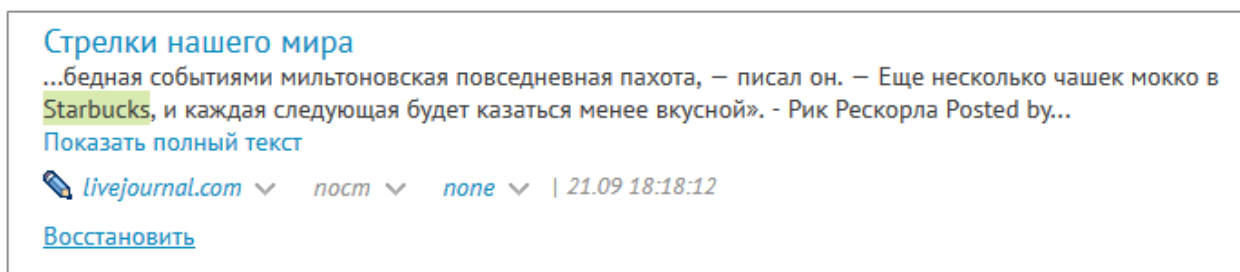 Стрелки нашего мира
...бедная событиями мильтоновская повседневная пахота, — писал он. — Еще несколько чашек мокко в
Starbucks, и каждая следующая будет казаться менее вкусной». - Рик Рескорла Posted by...
Показать полный текст
livejournal.com пост none | 21.09 18:18:12
Восстановить